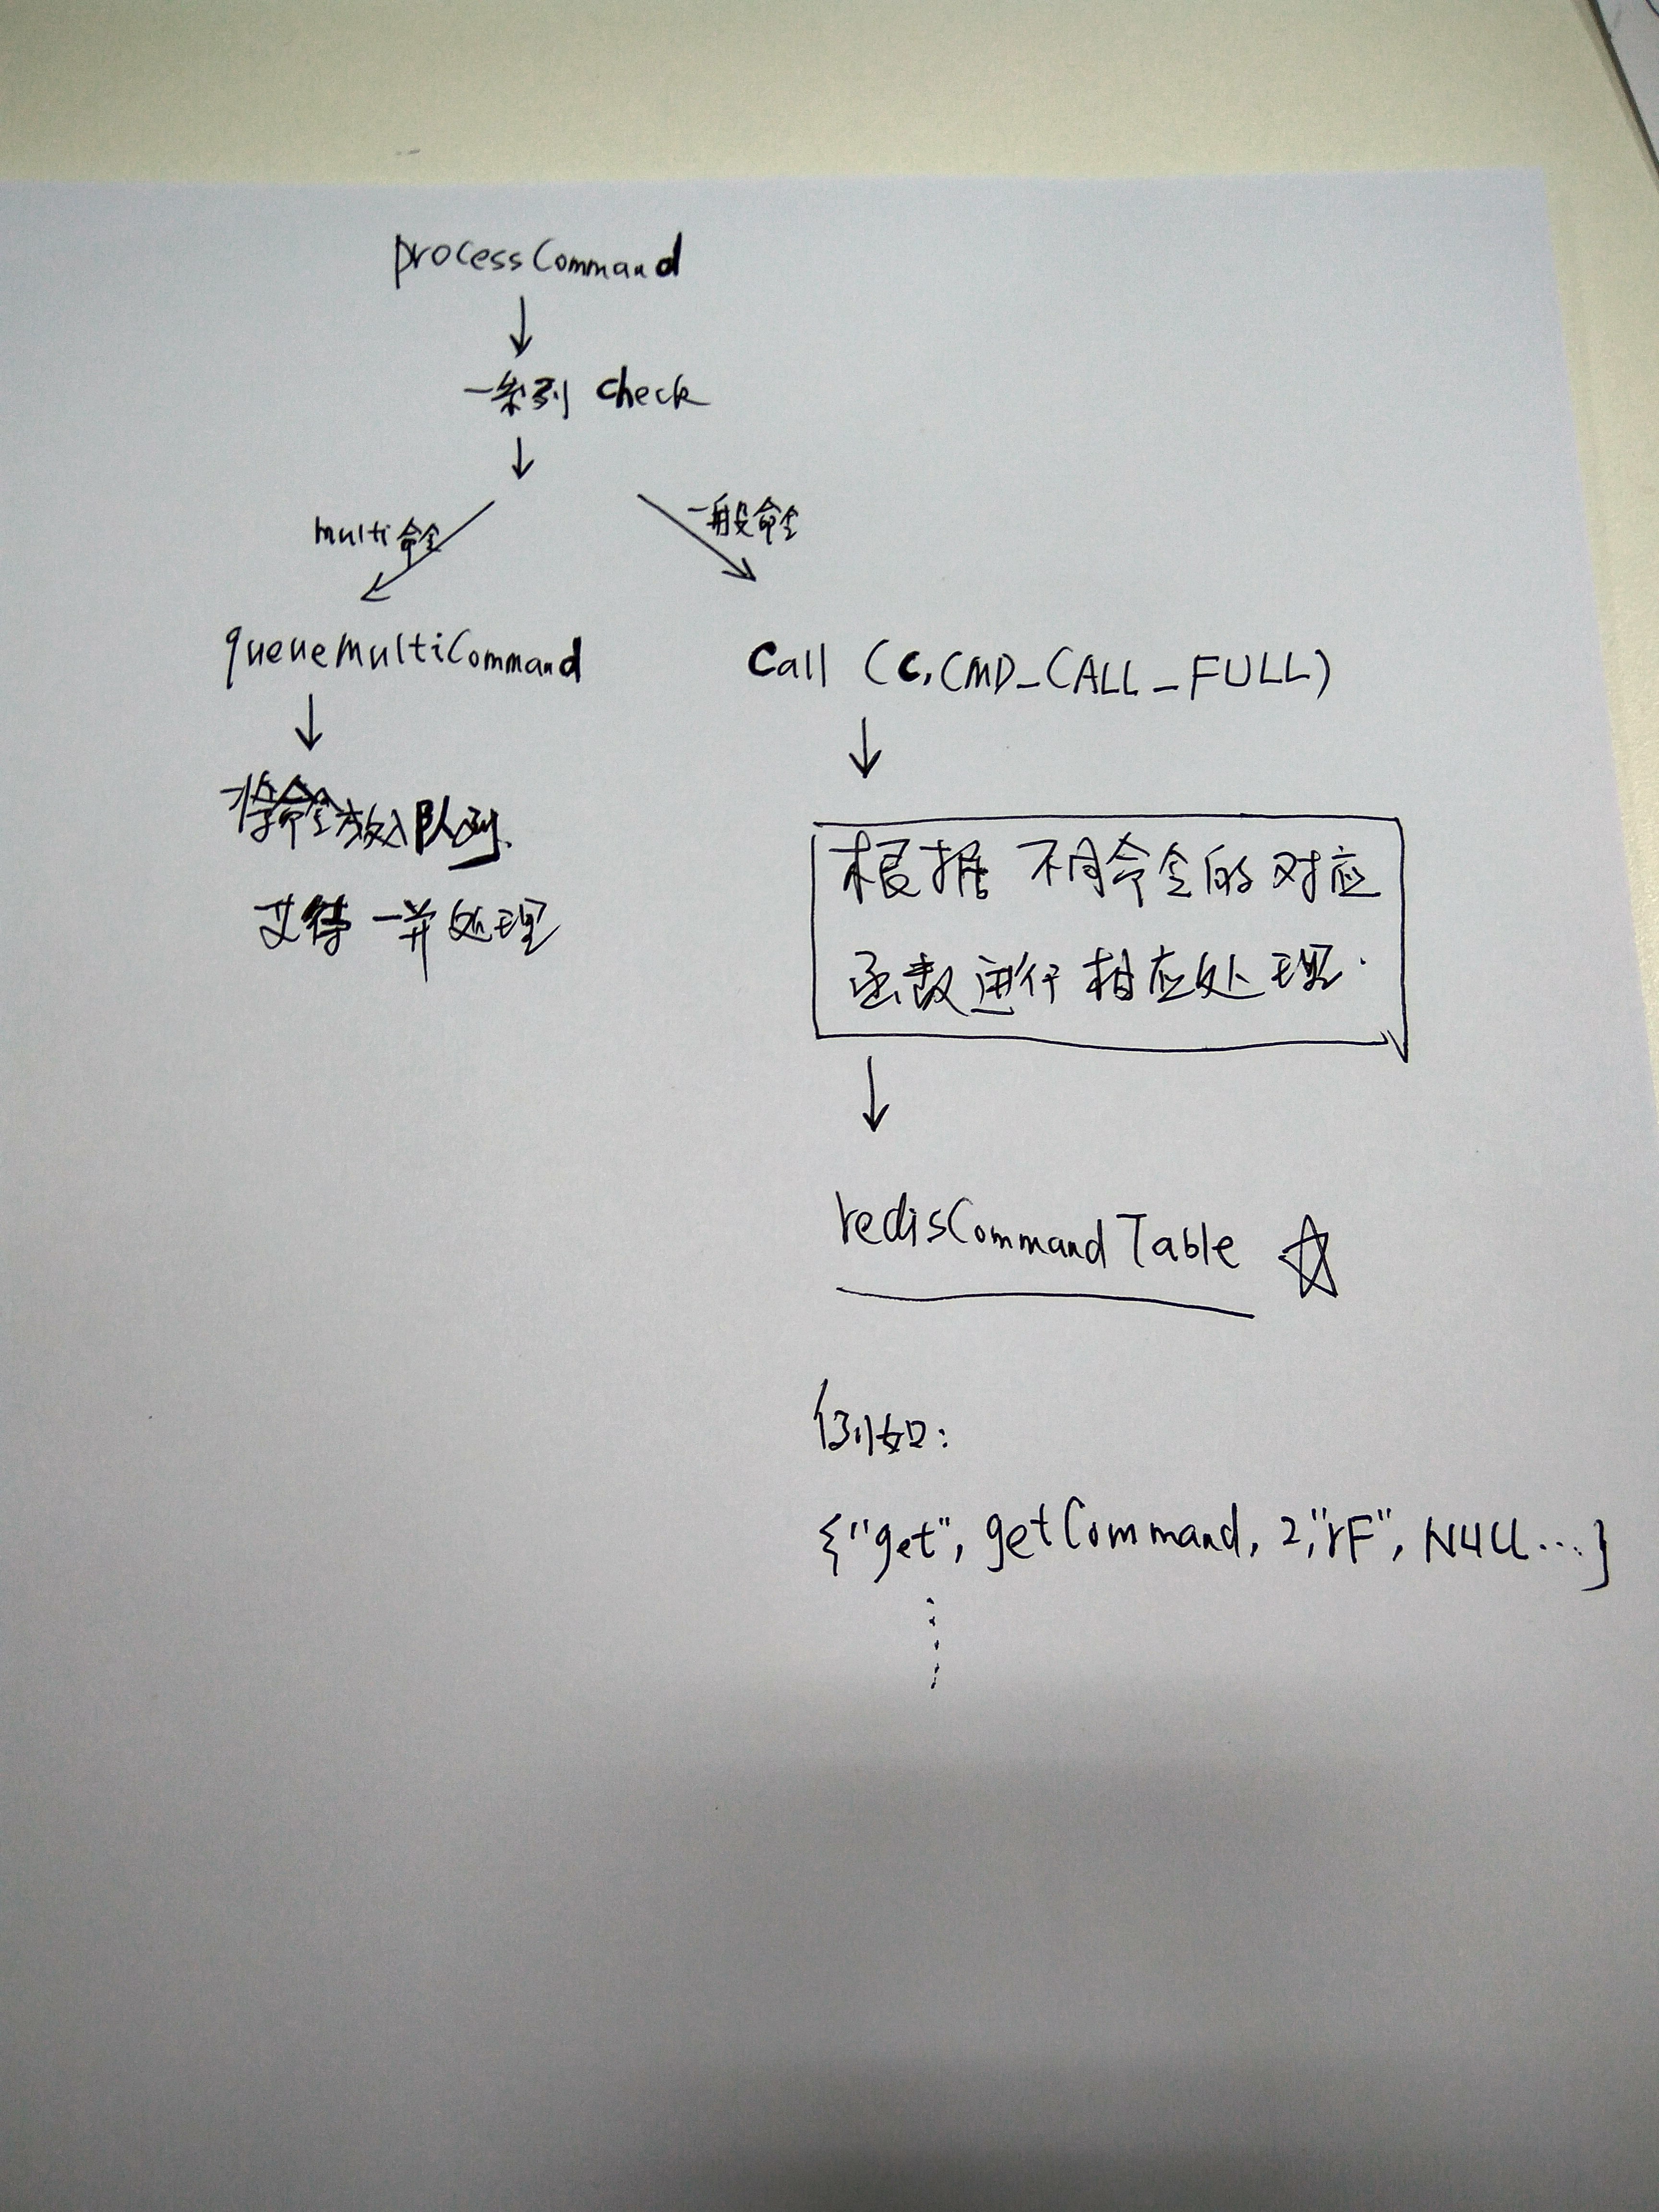 processCommand
一系列 check
multi命令
一般命令
queueMultiCommand
call (c, CMD_CALL_FULL)
将命令放入队列
等待一并处理
根据不同命令的对应
函数进行相应处理.
redisCommandTable ☆
例如:
{"get", getCommand, 2,"rF", NULL...}